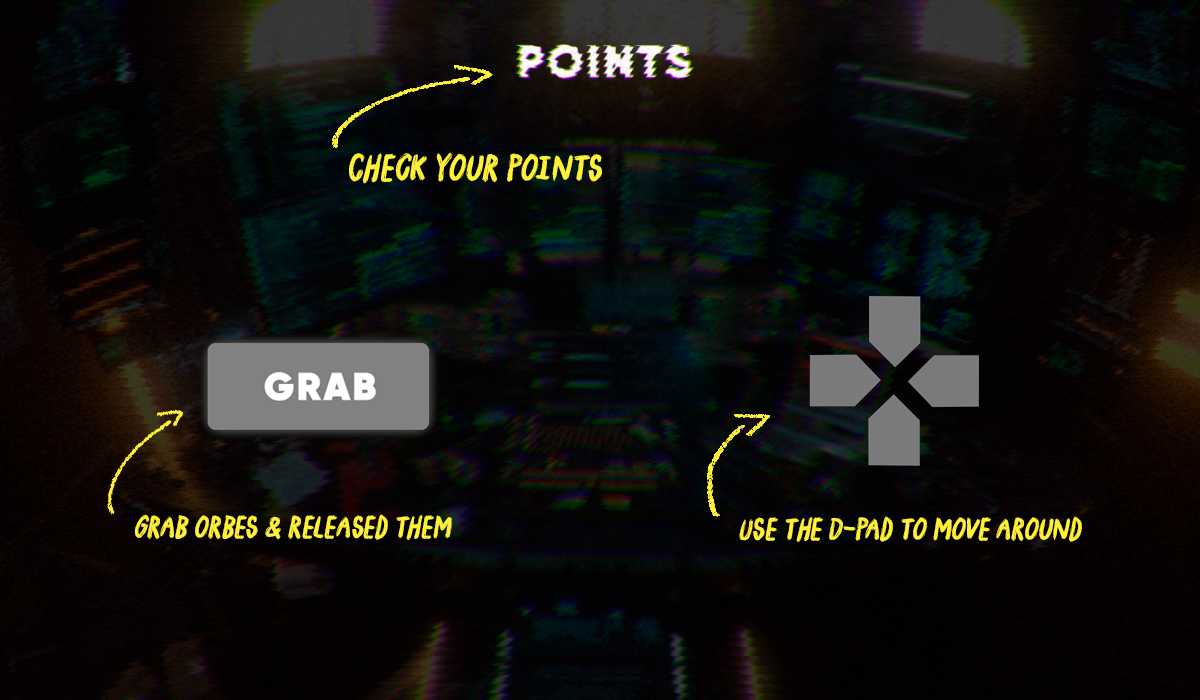 POINTS
CHECK YOUR POINTS
GRAB
GRAB ORBES & RELEASED THEM
USE THE D-PAD TO MOVE AROUND